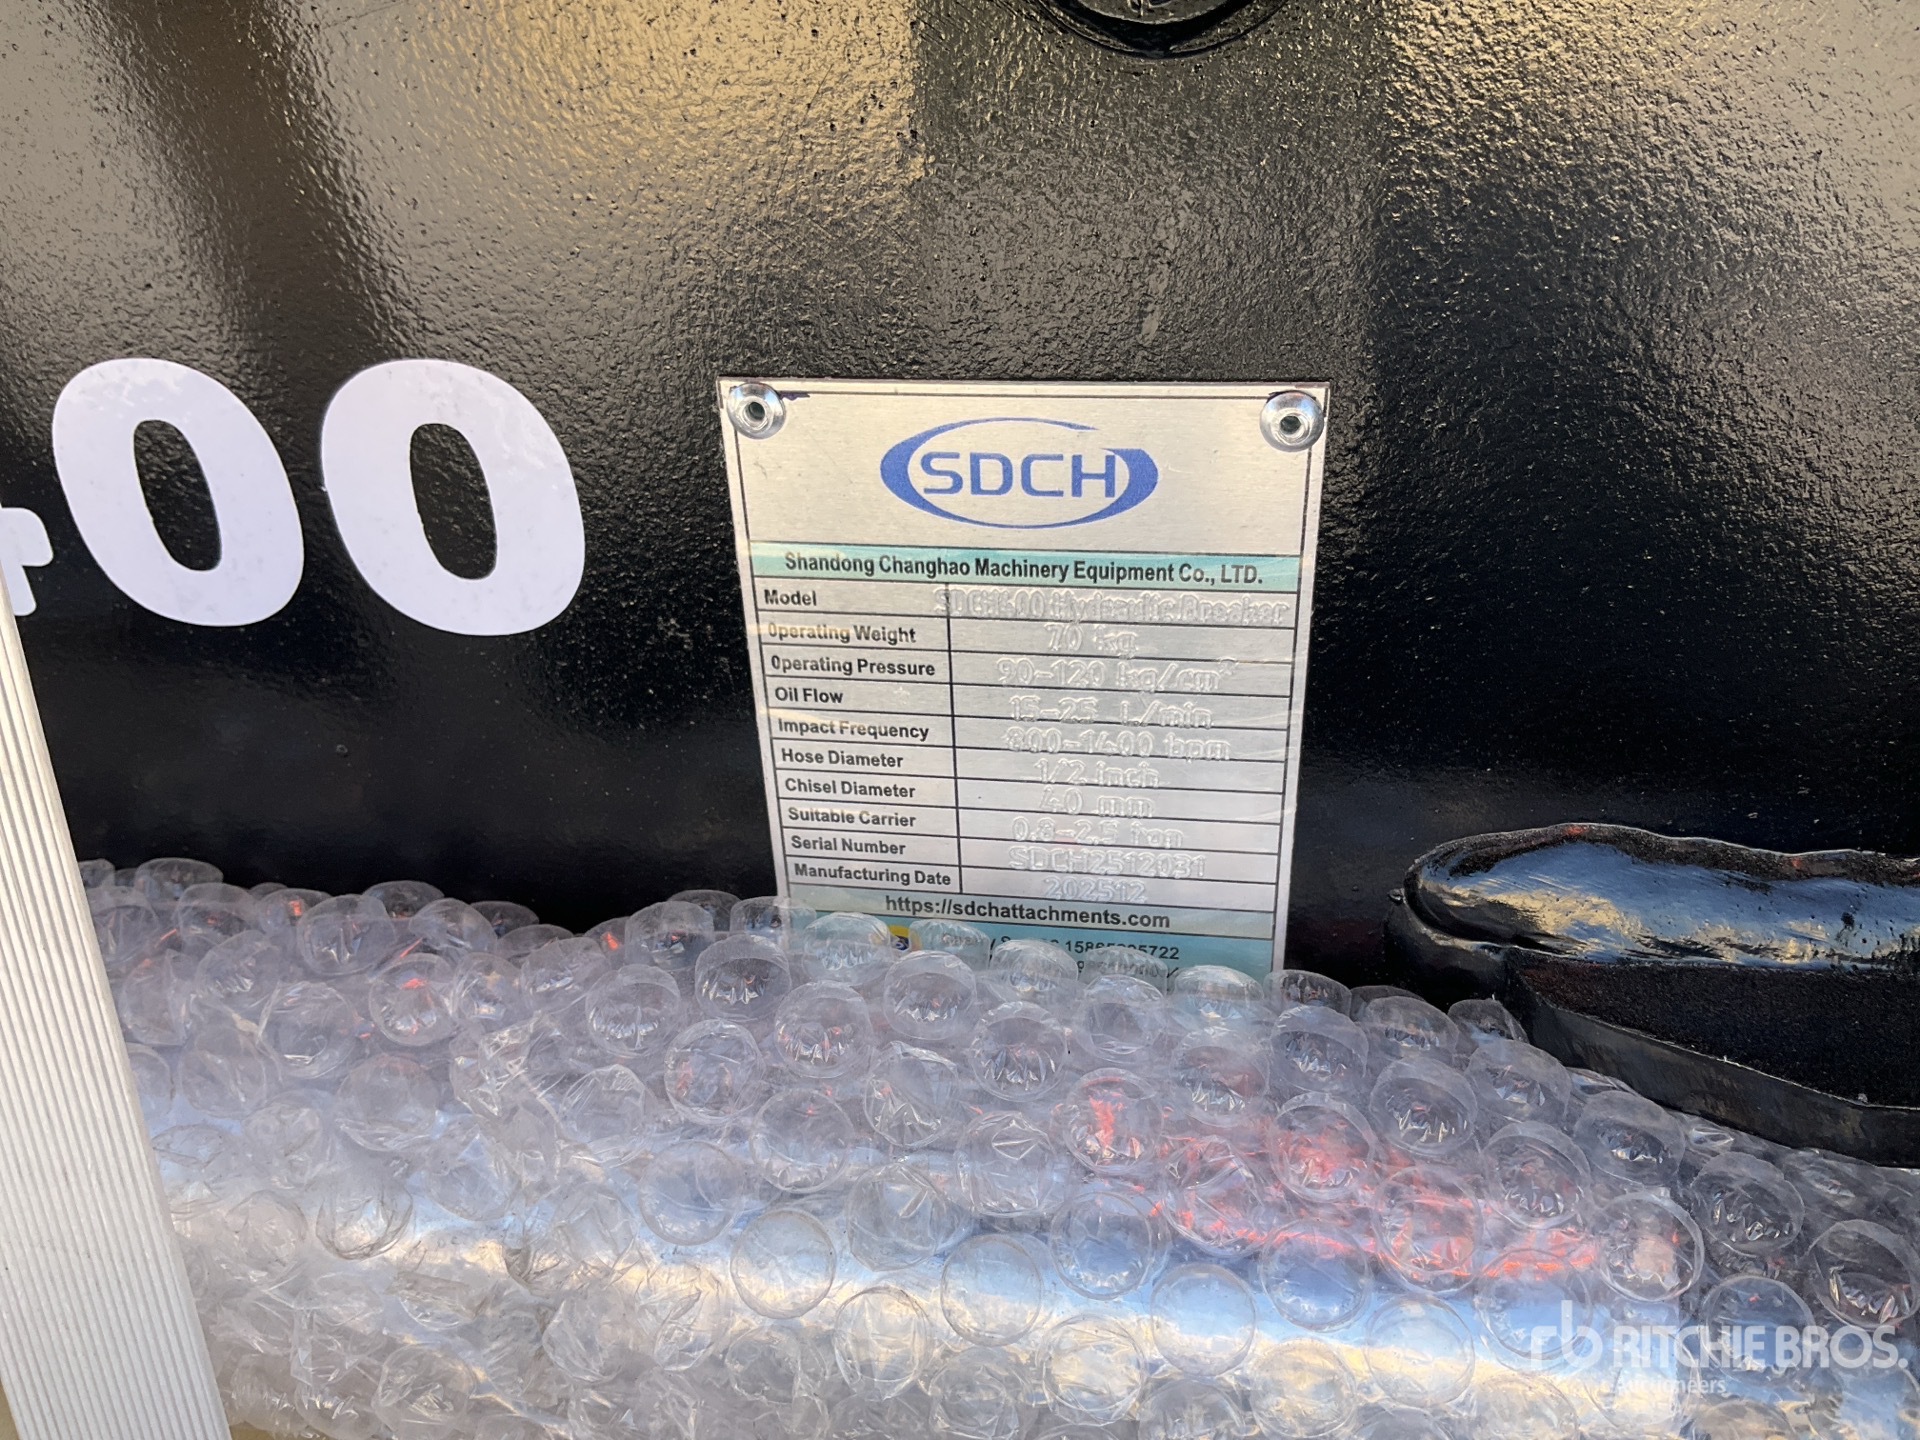 400
SDCH
Shandong Changhao Machinery Equipment Co., LTD.
Model SDCH400 Hydraulic Breaker
Operating Weight 70 kg
Operating Pressure 90-120 kg/cm²
Oil Flow 15-25 L/min
Impact Frequency 800-1400 bpm
Hose Diameter 1/2 inch
Chisel Diameter 40 mm
Suitable Carrier 0.8-2.5 ton
Serial Number SDCH2512031
Manufacturing Date 202512
https://sdchattachments.com
rb RITCHIE BROS.
Auctioneers